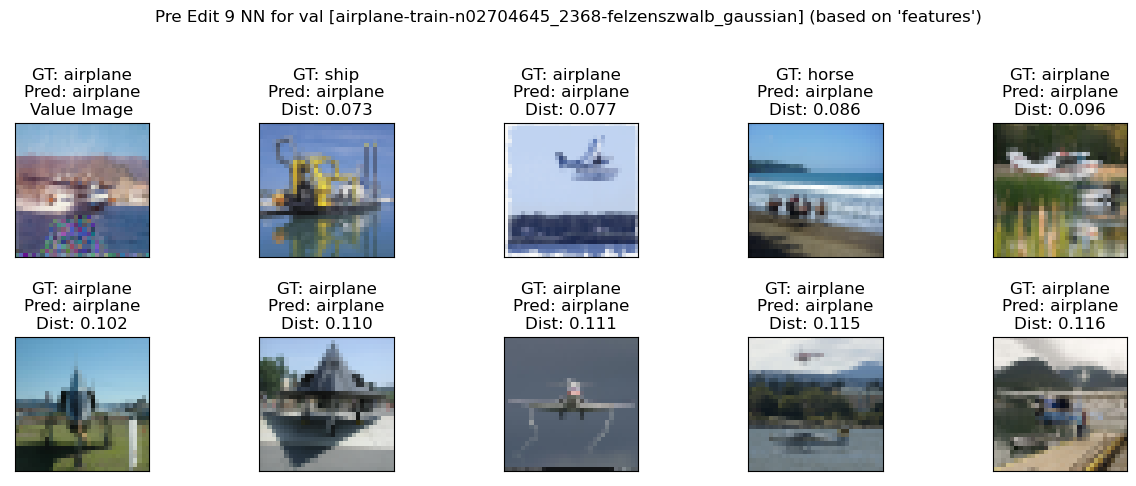 Pre Edit 9 NN for val [airplane-train-n02704645_2368-felzenszwalb_gaussian] (based on 'features')
GT: airplane
Pred: airplane
Value Image
GT: ship
Pred: airplane
Dist: 0.073
GT: airplane
Pred: airplane
Dist: 0.077
GT: horse
Pred: airplane
Dist: 0.086
GT: airplane
Pred: airplane
Dist: 0.096
GT: airplane
Pred: airplane
Dist: 0.102
GT: airplane
Pred: airplane
Dist: 0.110
GT: airplane
Pred: airplane
Dist: 0.111
GT: airplane
Pred: airplane
Dist: 0.115
GT: airplane
Pred: airplane
Dist: 0.116